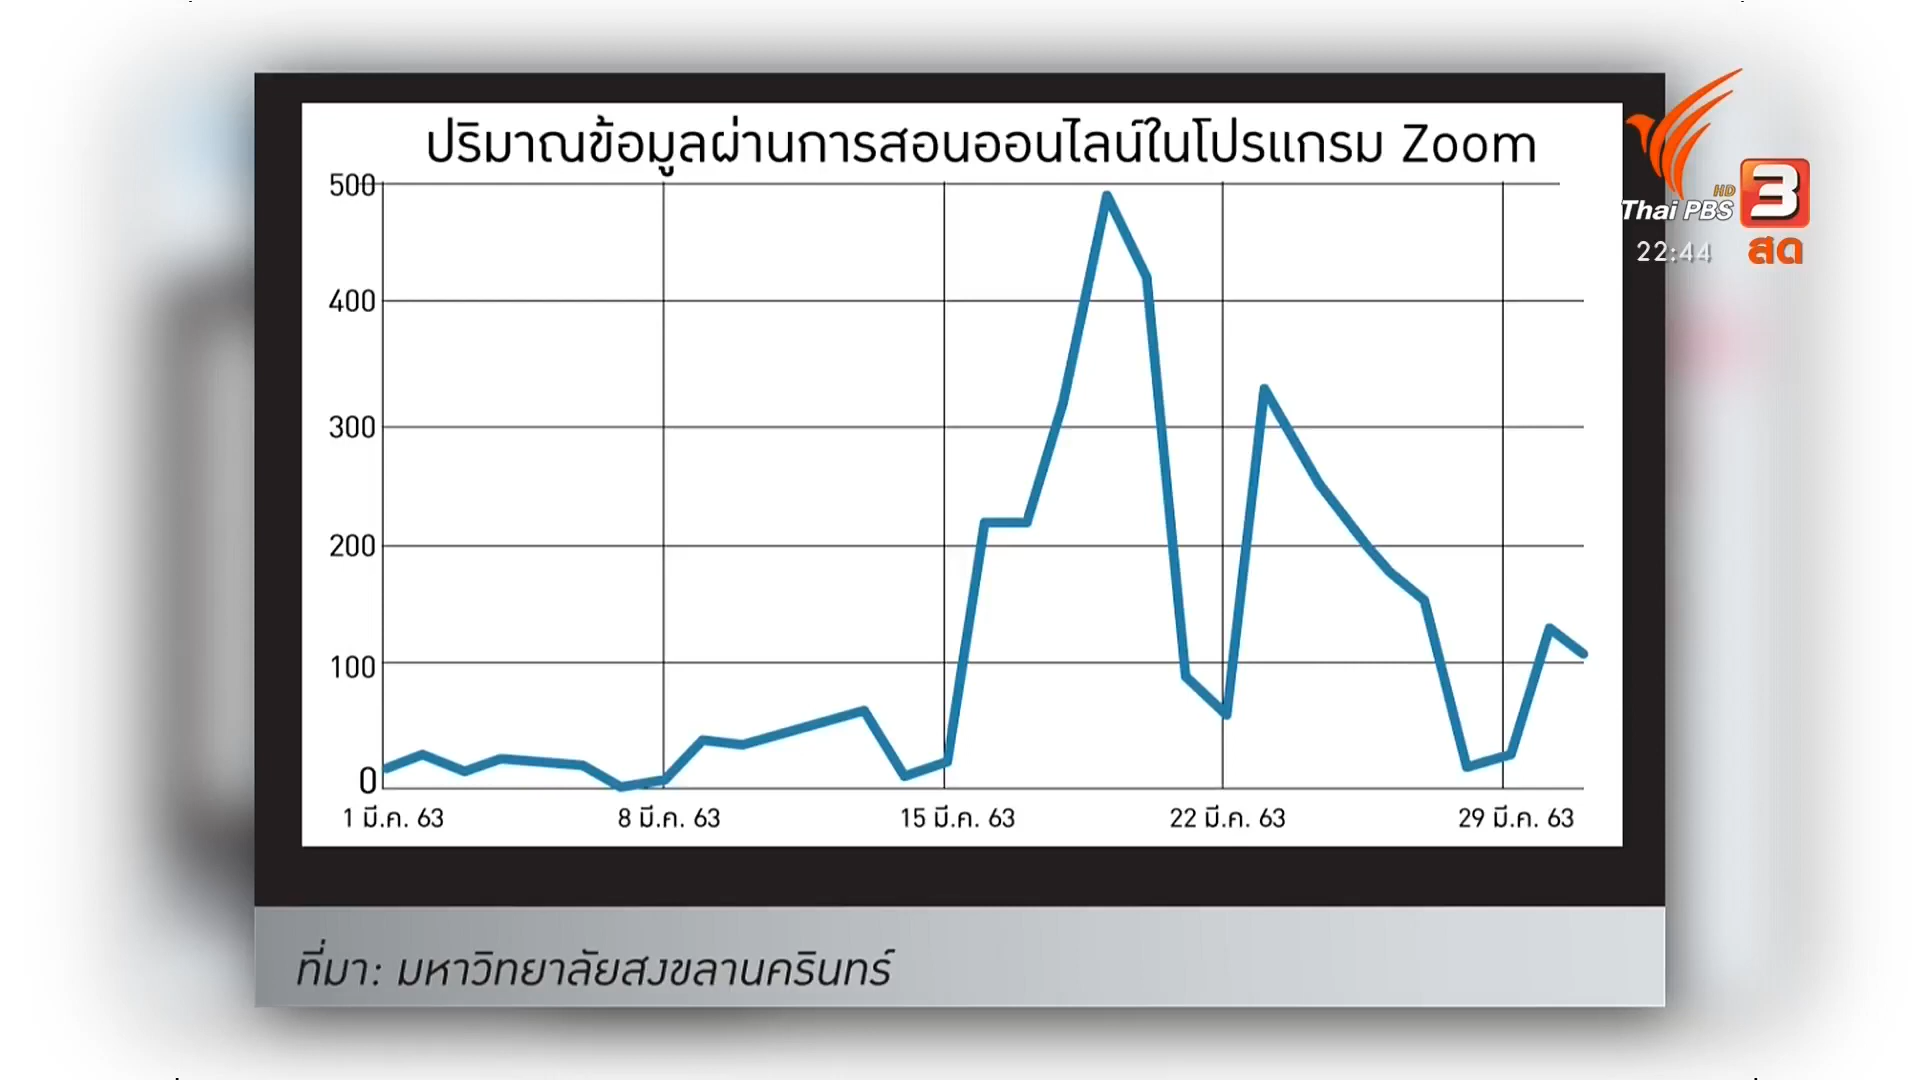 ปริมาณข้อมูลผ่านการสอนออนไลน์ในโปรแกรม Zoom
500
400
300
200
100
0
1 มี.ค. 63
8 มี.ค. 63
15 มี.ค. 63
22 มี.ค. 63
29 มี.ค. 63
ที่มา: มหาวิทยาลัยสงขลานครินทร์
HD
Thai PBS 3
22:44 สด